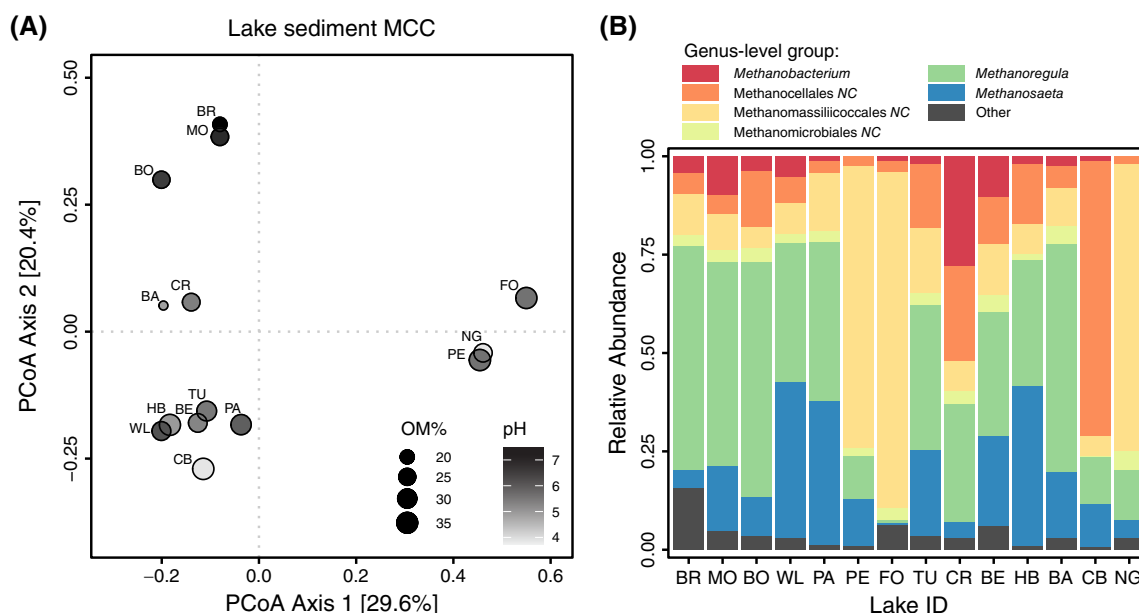 (A)
Lake sediment MCC
0.50
0.25
0.00
−0.25
PCoA Axis 2 [20.4%]
BR
MO
BO
BA
CR
FO
NG
PE
TU
HB
BE
PA
WL
CB
OM%
20
25
30
35
pH
7
6
5
4
−0.2
0.0
0.2
0.4
0.6
PCoA Axis 1 [29.6%]
(B)
Genus-level group:
Methanobacterium
Methanocellales NC
Methanomassiliicoccales NC
Methanomicrobiales NC
Methanoregula
Methanosaeta
Other
1.00
0.75
0.50
0.25
0.00
Relative Abundance
BR MO BO WL PA PE FO TU CR BE HB BA CB NG
Lake ID